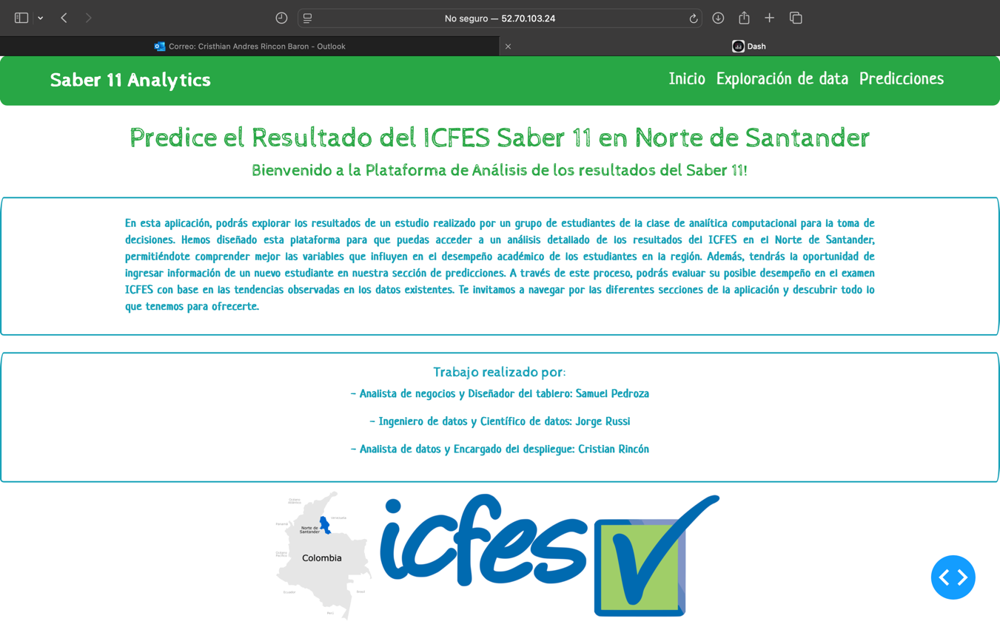 No seguro — 52.70.103.24
Correo: Cristhian Andres Rincon Baron - Outlook
Dash
Saber 11 Analytics
Inicio Exploración de data Predicciones
Predice el Resultado del ICFES Saber 11 en Norte de Santander
Bienvenido a la Plataforma de Análisis de los resultados del Saber 11!
En esta aplicación, podrás explorar los resultados de un estudio realizado por un grupo de estudiantes de la clase de analítica computacional para la toma de
decisiones. Hemos diseñado esta plataforma para que puedas acceder a un análisis detallado de los resultados del ICFES en el Norte de Santander,
permitiéndote comprender mejor las variables que influyen en el desempeño académico de los estudiantes en la región. Además, tendrás la oportunidad de
ingresar información de un nuevo estudiante en nuestra sección de predicciones. A través de este proceso, podrás evaluar su posible desempeño en el examen
ICFES con base en las tendencias observadas en los datos existentes. Te invitamos a navegar por las diferentes secciones de la aplicación y descubrir todo lo
que tenemos para ofrecerte.
Trabajo realizado por:
- Analista de negocios y Diseñador del tablero: Samuel Pedroza
- Ingeniero de datos y Científico de datos: Jorge Russi
- Analista de datos y Encargado del despliegue: Cristian Rincón
Océano
Atlántico
Venezuela
Panamá
Norte de
Santander
Océano
Pacífico
Colombia
Ecuador
Brasil
Perú
icfes